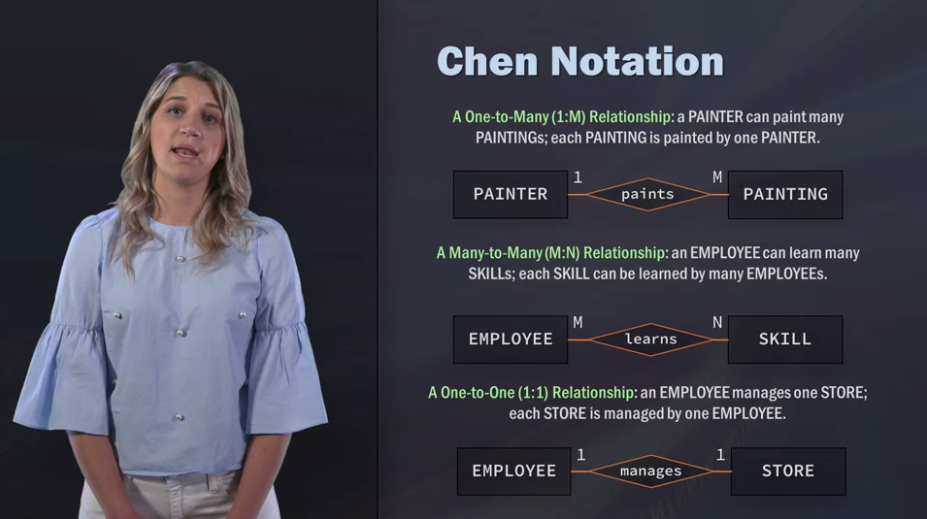 Chen Notation
A One-to-Many (1:M) Relationship: a PAINTER can paint many
PAINTINGs; each PAINTING is painted by one PAINTER.
PAINTER 1 paints M PAINTING
A Many-to-Many (M:N) Relationship: an EMPLOYEE can learn many
SKILLs; each SKILL can be learned by many EMPLOYEEs.
EMPLOYEE M learns N SKILL
A One-to-One (1:1) Relationship: an EMPLOYEE manages one STORE;
each STORE is managed by one EMPLOYEE.
EMPLOYEE 1 manages 1 STORE